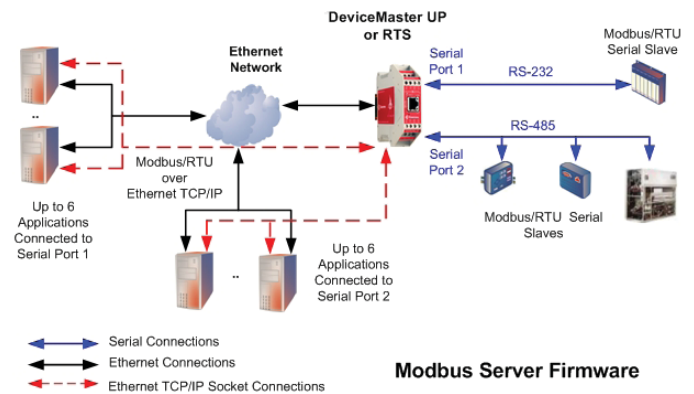 DeviceMaster UP
or RTS
Ethernet
Network
Serial
Port 1
RS-232
Modbus/RTU
Serial Slave
RS-485
Serial
Port 2
Modbus/RTU Serial
Slaves
..
Modbus/RTU
over
Ethernet TCP/IP
Up to 6
Applications
Connected to
Serial Port 1
..
Up to 6
Applications
Connected to
Serial Port 2
Serial Connections
Ethernet Connections
Ethernet TCP/IP Socket Connections
Modbus Server Firmware